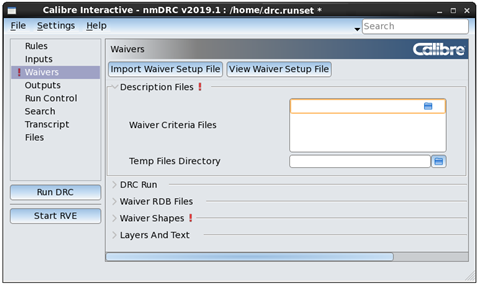 Calibre Interactive - nmDRC v2019.1 : /home/drc.runset *
File Settings Help Search
Rules
Inputs
! Waivers
Outputs
Run Control
Search
Transcript
Files
Run DRC
Start RVE
Waivers Calibre
Import Waiver Setup File View Waiver Setup File
Description Files !
Waiver Criteria Files
Temp Files Directory
DRC Run
Waiver RDB Files
Waiver Shapes !
Layers And Text